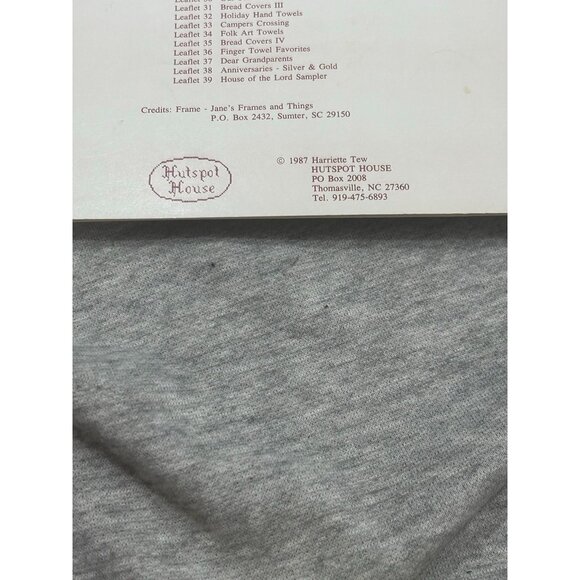 Leaflet 31 Bread Covers III
Leaflet 32 Holiday Hand Towels
Leaflet 33 Campers Crossing
Leaflet 34 Folk Art Towels
Leaflet 35 Bread Covers IV
Leaflet 36 Finger Towel Favorites
Leaflet 37 Dear Grandparents
Leaflet 38 Anniversaries - Silver & Gold
Leaflet 39 House of the Lord Sampler
Credits: Frame - Jane's Frames and Things
P.O. Box 2432, Sumter, SC 29150
Hutspot
House
© 1987 Harriette Tew
HUTSPOT HOUSE
PO Box 2008
Thomasville, NC 27360
Tel. 919-475-6893